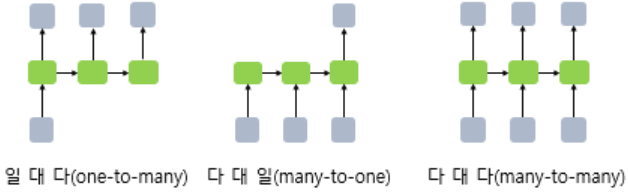 일 대 다(one-to-many)
다 대 일(many-to-one)
다 대 다(many-to-many)